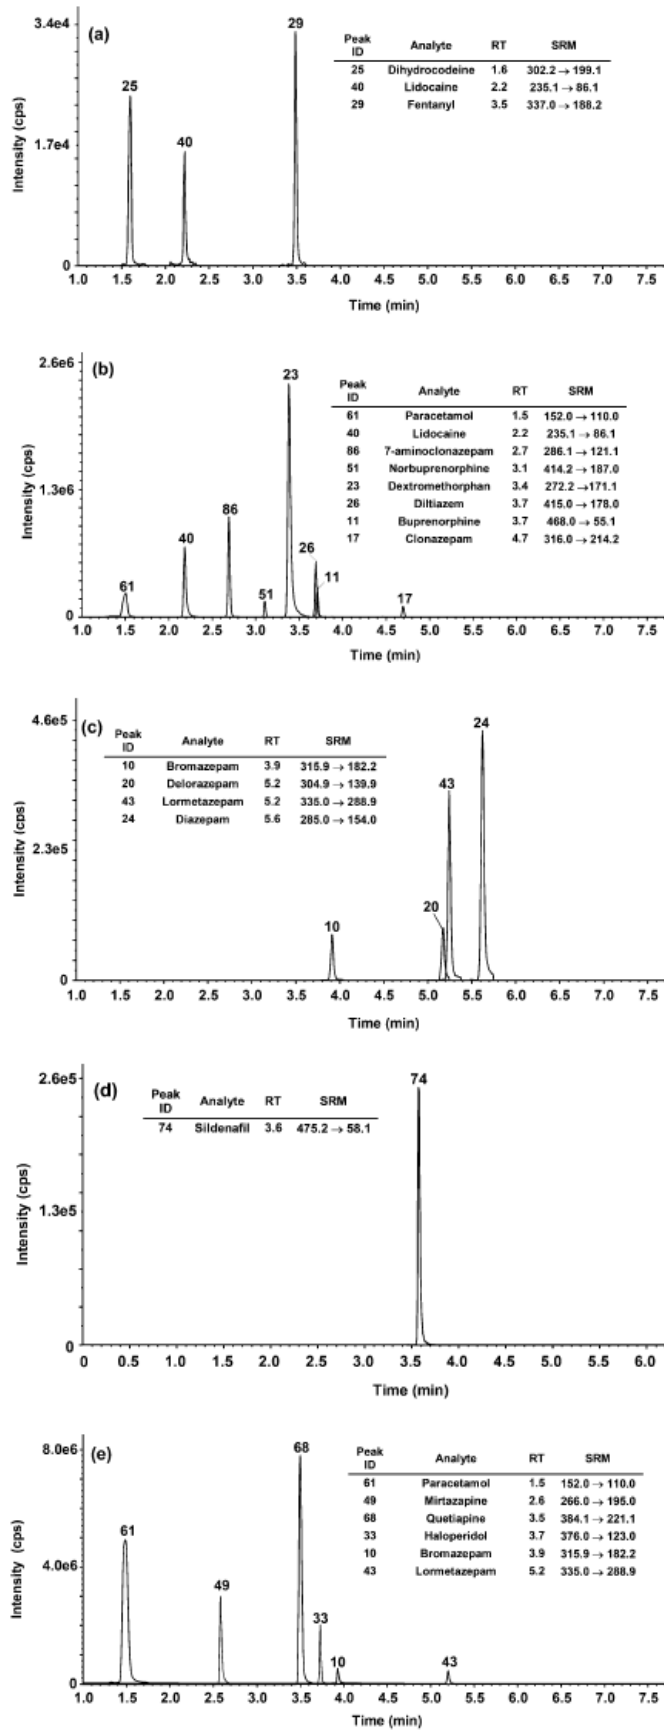 (a)
3.4e4
1.7e4
0
Intensity (cps)
25
40
29
Peak ID Analyte RT SRM
25 Dihydrocodeine 1.6 302.2 → 199.1
40 Lidocaine 2.2 235.1 → 86.1
29 Fentanyl 3.5 337.0 → 188.2
1.0 1.5 2.0 2.5 3.0 3.5 4.0 4.5 5.0 5.5 6.0 6.5 7.0 7.5
Time (min)
(b)
2.6e6
1.3e6
0
Intensity (cps)
61
40
86
51
23
26
11
17
Peak ID Analyte RT SRM
61 Paracetamol 1.5 152.0 → 110.0
40 Lidocaine 2.2 235.1 → 86.1
86 7-aminoclonazepam 2.7 286.1 → 121.1
51 Norbuprenorphine 3.1 414.2 → 187.0
23 Dextromethorphan 3.4 272.2 → 171.1
26 Diltiazem 3.7 415.0 → 178.0
11 Buprenorphine 3.7 468.0 → 55.1
17 Clonazepam 4.7 316.0 → 214.2
1.0 1.5 2.0 2.5 3.0 3.5 4.0 4.5 5.0 5.5 6.0 6.5 7.0 7.5
Time (min)
(c)
4.6e5
2.3e5
0
Intensity (cps)
Peak ID Analyte RT SRM
10 Bromazepam 3.9 315.9 → 182.2
20 Delorazepam 5.2 304.9 → 139.9
43 Lormetazepam 5.2 335.0 → 288.9
24 Diazepam 5.6 285.0 → 154.0
10
20
43
24
1.0 1.5 2.0 2.5 3.0 3.5 4.0 4.5 5.0 5.5 6.0 6.5 7.0 7.5
Time (min)
(d)
2.6e5
1.3e5
0
Intensity (cps)
Peak ID Analyte RT SRM
74 Sildenafil 3.6 475.2 → 58.1
74
0 0.5 1.0 1.5 2.0 2.5 3.0 3.5 4.0 4.5 5.0 5.5 6.0
Time (min)
(e)
8.0e6
4.0e6
0
Intensity (cps)
61
49
68
33
10
43
Peak ID Analyte RT SRM
61 Paracetamol 1.5 152.0 → 110.0
49 Mirtazapine 2.6 266.0 → 195.0
68 Quetiapine 3.5 384.1 → 221.1
33 Haloperidol 3.7 376.0 → 123.0
10 Bromazepam 3.9 315.9 → 182.2
43 Lormetazepam 5.2 335.0 → 288.9
1.0 1.5 2.0 2.5 3.0 3.5 4.0 4.5 5.0 5.5 6.0 6.5 7.0 7.5
Time (min)